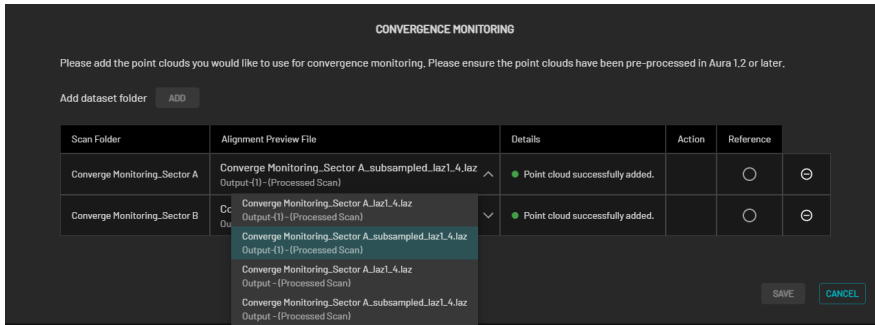 CONVERGENCE MONITORING
Please add the point clouds you would like to use for convergence monitoring. Please ensure the point clouds have been pre-processed in Aura 1.2 or later.
Add dataset folder ADD
Scan Folder Alignment Preview File Details Action Reference
Converge Monitoring_Sector A Converge Monitoring_Sector A_subsampled_laz1_4.laz Point cloud successfully added.
Output-(1) - (Processed Scan)
Converge Monitoring_Sector B Point cloud successfully added.
Converge Monitoring_Sector A_laz1_4.laz
Output-(1) - (Processed Scan)
Converge Monitoring_Sector A_subsampled_laz1_4.laz
Output-(1) - (Processed Scan)
Converge Monitoring_Sector A_laz1_4.laz
Output - (Processed Scan)
Converge Monitoring_Sector A_subsampled_laz1_4.laz
Output - (Processed Scan)
SAVE CANCEL